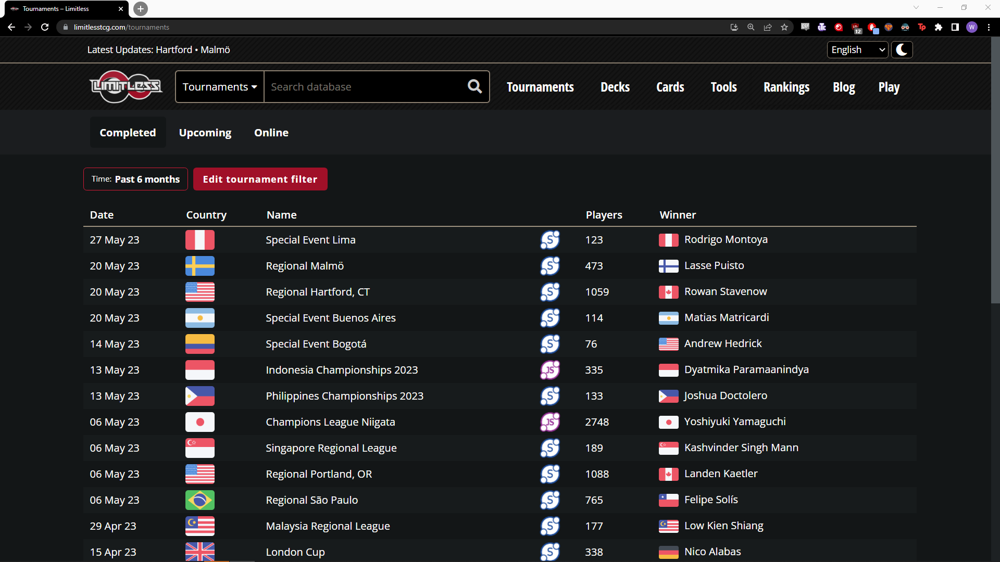 Tournaments – Limitless
limitlesstcg.com/tournaments
12
Tp
W
Latest Updates: Hartford • Malmö
English
LIMITLESS
Tournaments
Search database
Tournaments
Decks
Cards
Tools
Rankings
Blog
Play
Completed
Upcoming
Online
Time: Past 6 months
Edit tournament filter
Date Country Name Players Winner
27 May 23 Special Event Lima S 123 Rodrigo Montoya
20 May 23 Regional Malmö S 473 Lasse Puisto
20 May 23 Regional Hartford, CT S 1059 Rowan Stavenow
20 May 23 Special Event Buenos Aires S 114 Matias Matricardi
14 May 23 Special Event Bogotá S 76 Andrew Hedrick
13 May 23 Indonesia Championships 2023 JS 335 Dyatmika Paramaanindya
13 May 23 Philippines Championships 2023 S 133 Joshua Doctolero
06 May 23 Champions League Niigata JS 2748 Yoshiyuki Yamaguchi
06 May 23 Singapore Regional League S 189 Kashvinder Singh Mann
06 May 23 Regional Portland, OR S 1088 Landen Kaetler
06 May 23 Regional São Paulo S 765 Felipe Solís
29 Apr 23 Malaysia Regional League S 177 Low Kien Shiang
15 Apr 23 London Cup S 338 Nico Alabas